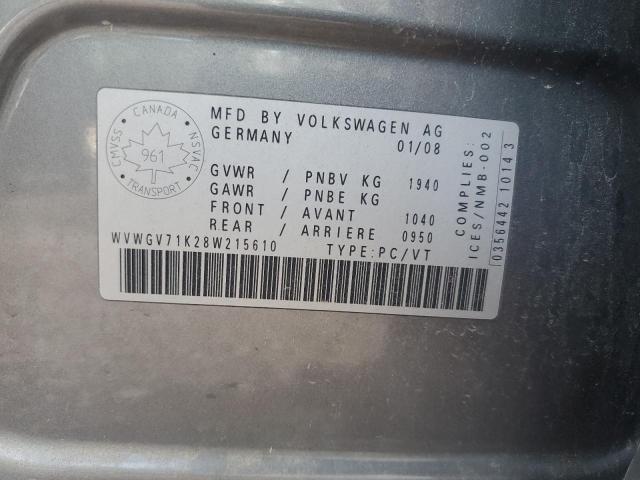 CANADA
CMVSS
NSVAC
961
TRANSPORT
MFD BY VOLKSWAGEN AG
GERMANY 01/08
GVWR / PNBV KG 1940
GAWR / PNBE KG
FRONT / AVANT 1040
REAR / ARRIERE 0950
WVWGV71K28W215610 TYPE:PC/VT
COMPLIES:
ICES/NMB-002
0356442 1014 3